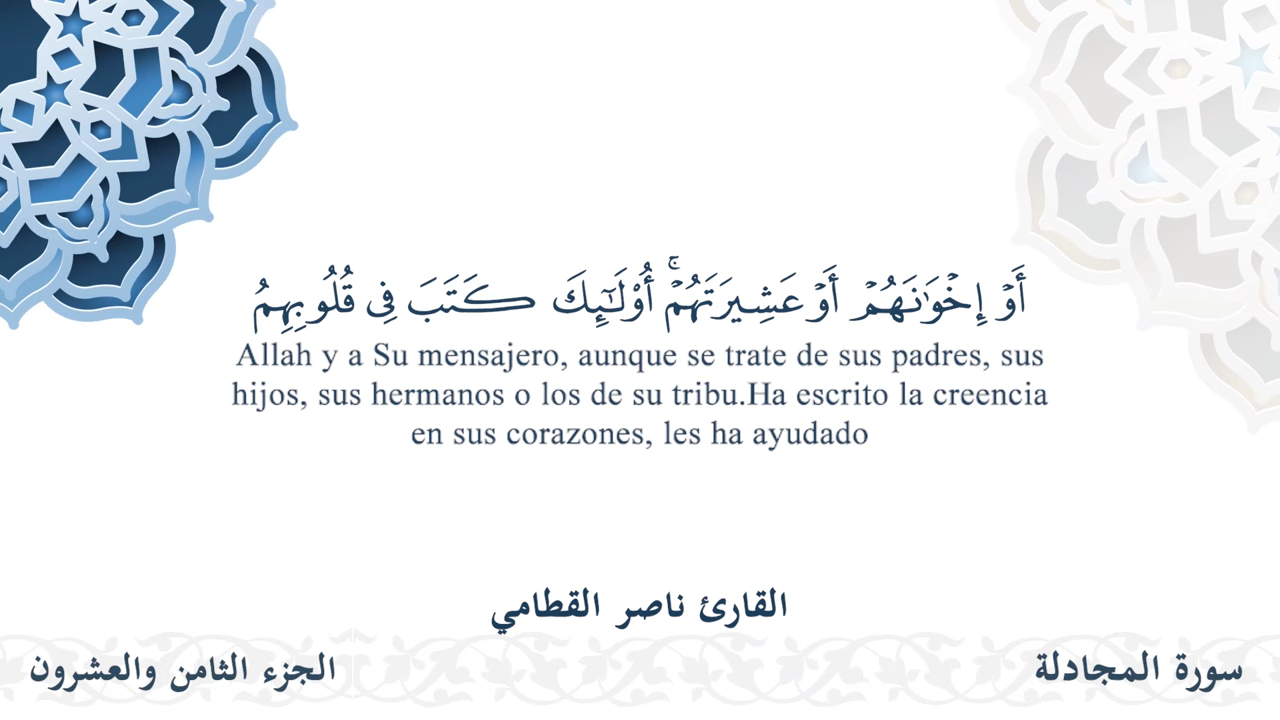 أَوۡ إِخۡوَٰنَهُمۡ أَوۡ عَشِيرَتَهُمۡۚ أُوْلَٰٓئِكَ كَتَبَ فِي قُلُوبِهِمُ
Allah y a Su mensajero, aunque se trate de sus padres, sus
hijos, sus hermanos o los de su tribu.Ha escrito la creencia
en sus corazones, les ha ayudado
القارئ ناصر القطامي
سورة المجادلة
الجزء الثامن والعشرون